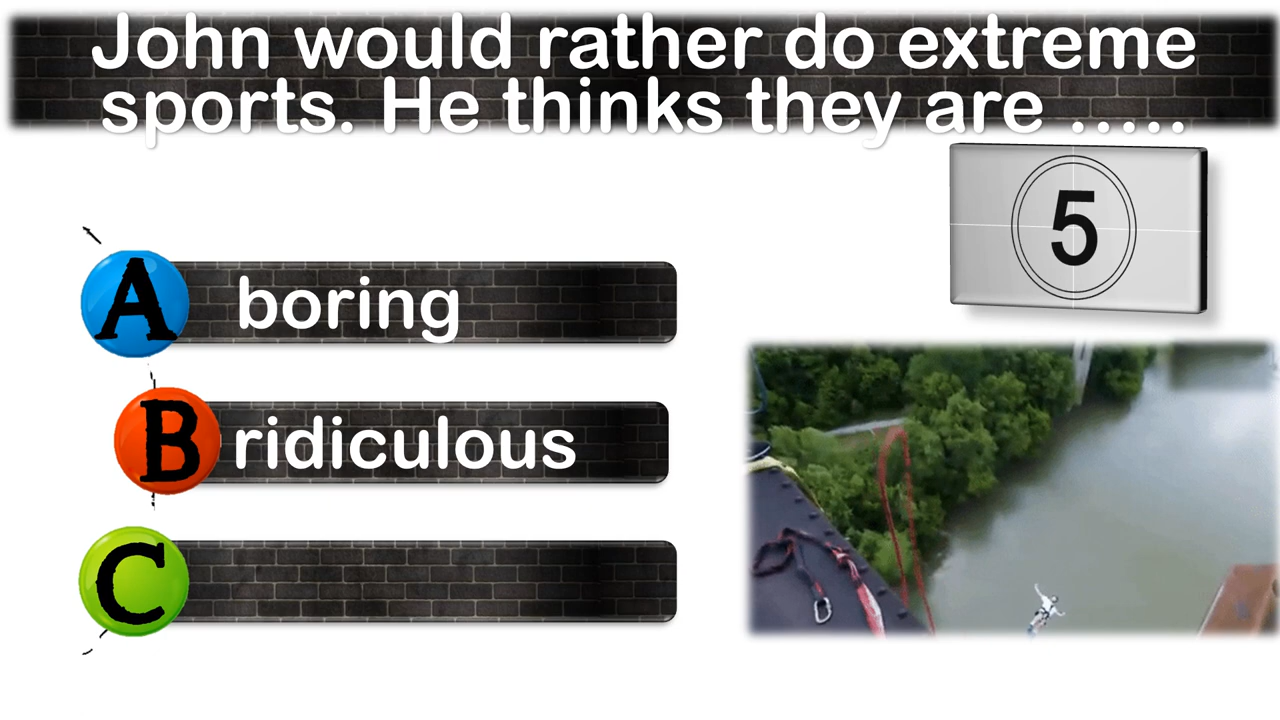 John would rather do extreme
sports. He thinks they are .....
5
A boring
B ridiculous
C